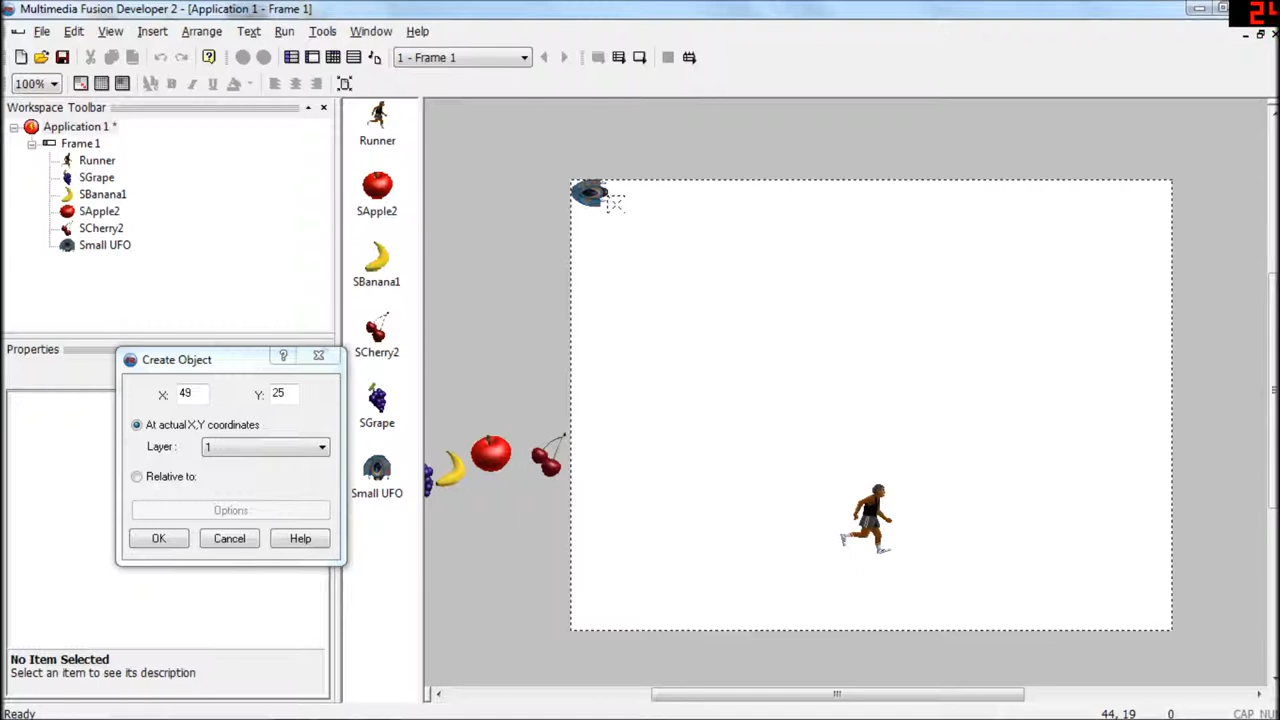 Multimedia Fusion Developer 2 - [Application 1 - Frame 1]
File Edit View Insert Arrange Text Run Tools Window Help
1 - Frame 1
100%
Workspace Toolbar
Application 1 *
Frame 1
Runner
SGrape
SBanana1
SApple2
SCherry2
Small UFO
Properties
No Item Selected
Select an item to see its description
Create Object
X: 49 Y: 25
At actual X,Y coordinates
Layer : 1
Relative to:
Options
OK Cancel Help
Runner
SApple2
SBanana1
SCherry2
SGrape
Small UFO
Ready 44, 19 0 CAP